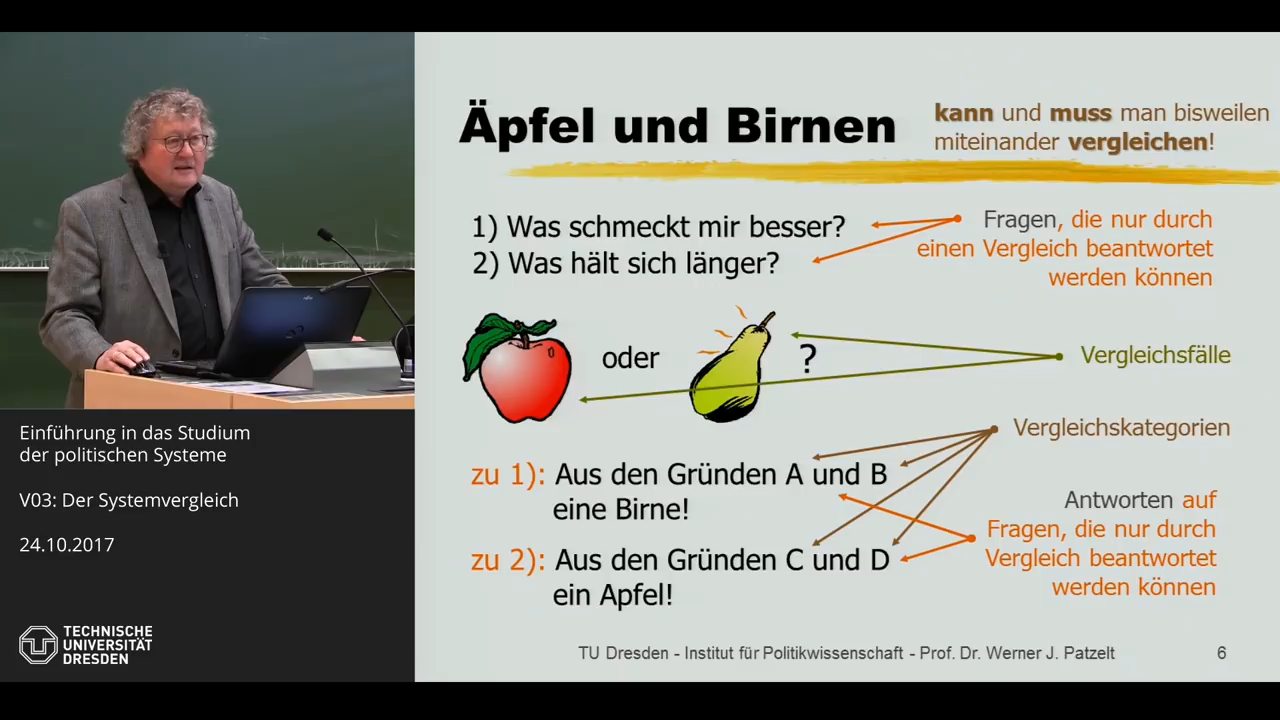 Äpfel und Birnen
kann und muss man bisweilen
miteinander vergleichen!
1) Was schmeckt mir besser?
2) Was hält sich länger?
Fragen, die nur durch
einen Vergleich beantwortet
werden können
oder
?
Vergleichsfälle
Vergleichskategorien
zu 1): Aus den Gründen A und B
eine Birne!
zu 2): Aus den Gründen C und D
ein Apfel!
Antworten auf
Fragen, die nur durch
Vergleich beantwortet
werden können
TU Dresden - Institut für Politikwissenschaft - Prof. Dr. Werner J. Patzelt
6
Einführung in das Studium
der politischen Systeme
V03: Der Systemvergleich
24.10.2017
TECHNISCHE
UNIVERSITÄT
DRESDEN